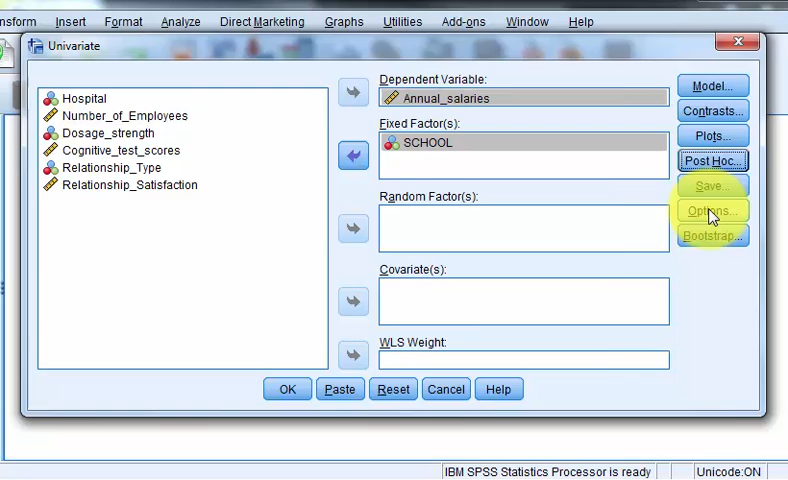 nsform Insert Format Analyze Direct Marketing Graphs Utilities Add-ons Window Help
Univariate
Hospital
Number_of_Employees
Dosage_strength
Cognitive_test_scores
Relationship_Type
Relationship_Satisfaction
Dependent Variable:
Annual_salaries
Fixed Factor(s):
SCHOOL
Random Factor(s):
Covariate(s):
WLS Weight:
Model...
Contrasts...
Plots...
Post Hoc...
Save...
Options...
Bootstrap...
OK Paste Reset Cancel Help
IBM SPSS Statistics Processor is ready Unicode:ON